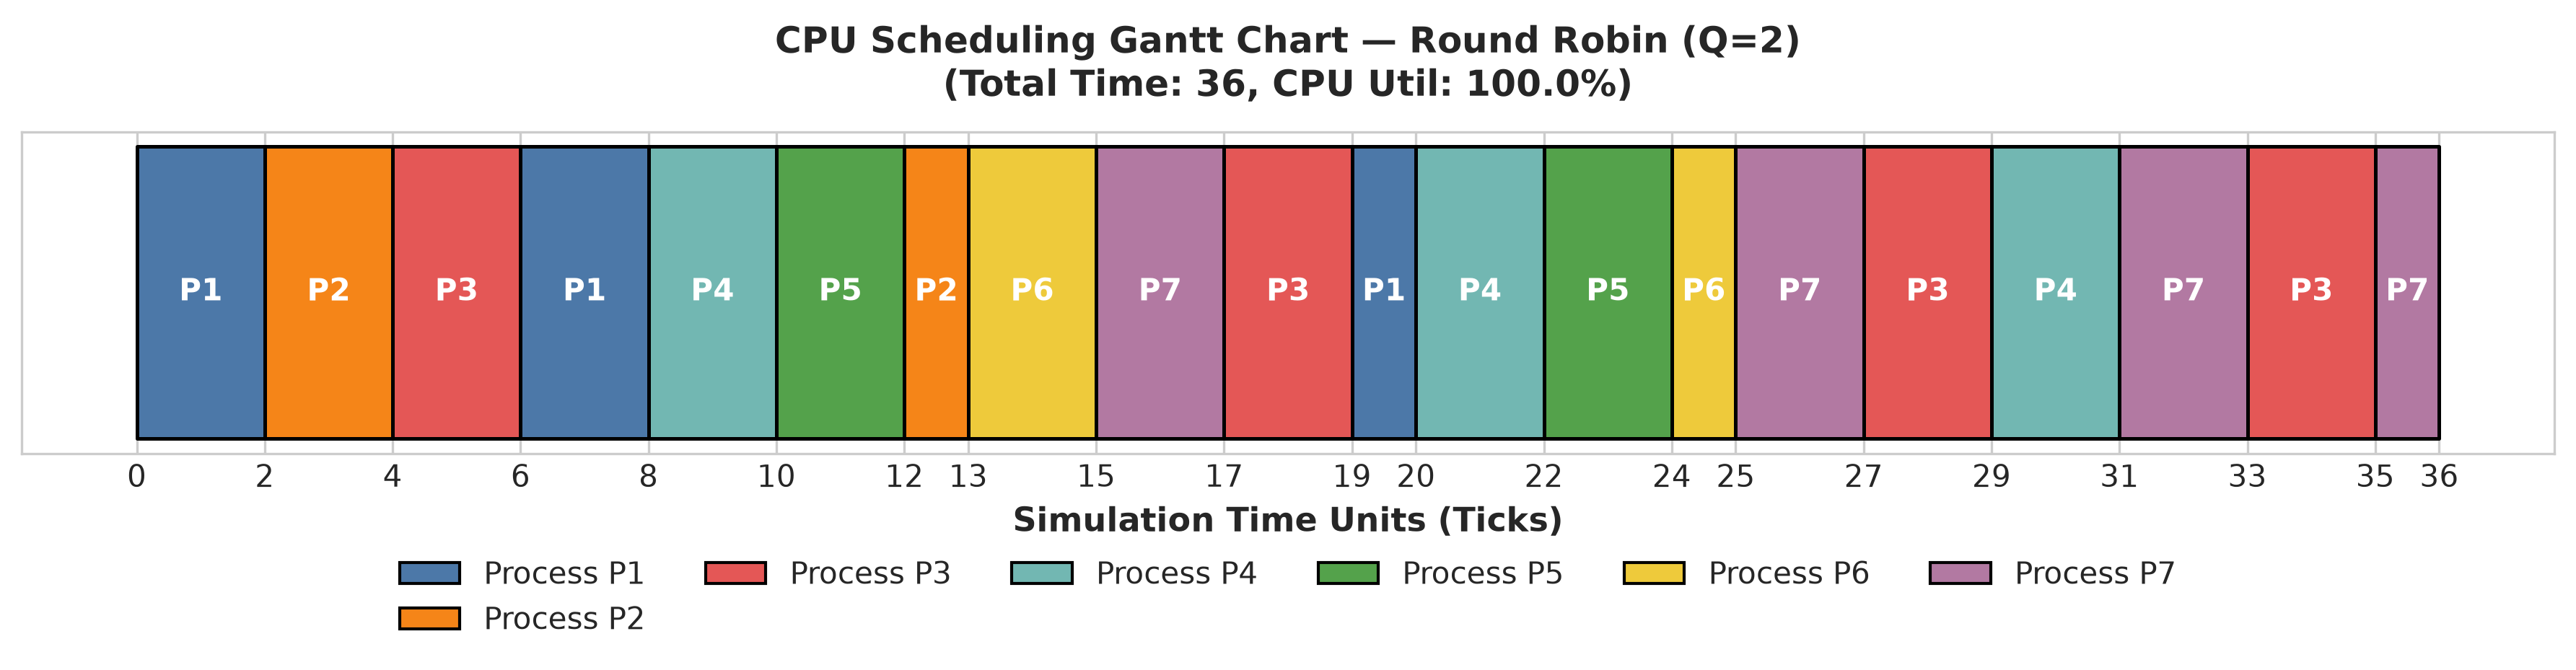 CPU Scheduling Gantt Chart — Round Robin (Q=2)
(Total Time: 36, CPU Util: 100.0%)
P1 P2 P3 P1 P4 P5 P2 P6 P7 P3 P1 P4 P5 P6 P7 P3 P4 P7 P3 P7
0 2 4 6 8 10 12 13 15 17 19 20 22 24 25 27 29 31 33 35 36
Simulation Time Units (Ticks)
Process P1 Process P3 Process P4 Process P5 Process P6 Process P7
Process P2